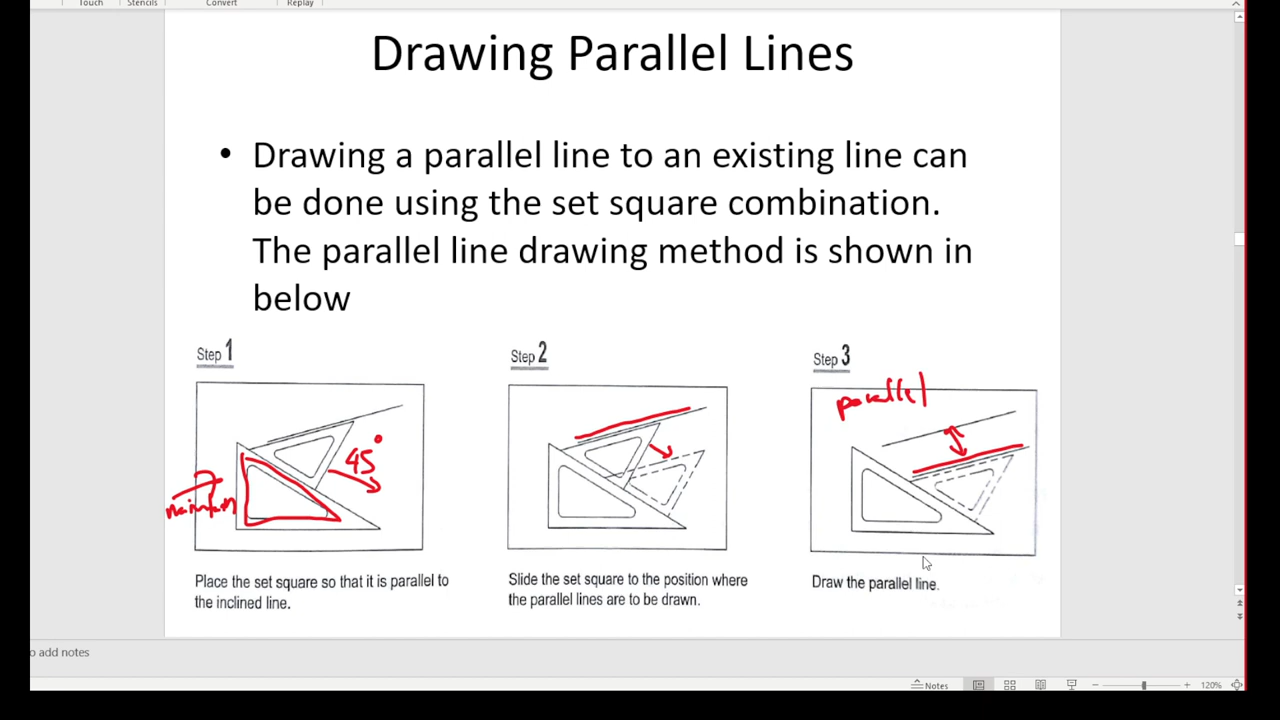 Touch Stencils Convert Replay
Drawing Parallel Lines
• Drawing a parallel line to an existing line can
be done using the set square combination.
The parallel line drawing method is shown in
below
Step 1
45°
Place the set square so that it is parallel to
the inclined line.
Step 2
Slide the set square to the position where
the parallel lines are to be drawn.
Step 3
parallel
Draw the parallel line.
o add notes
Notes
120%